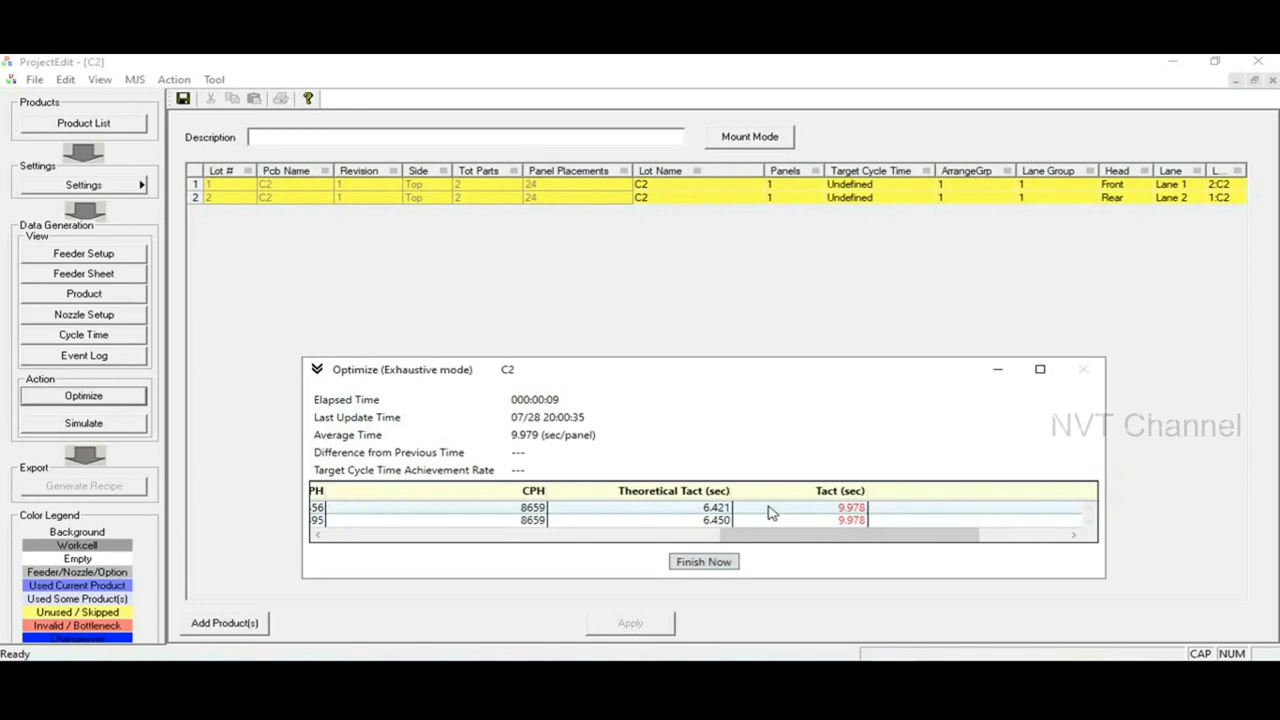 ProjectEdit - [C2]
File Edit View MJS Action Tool
Products
Product List
Settings
Settings
Data Generation
View
Feeder Setup
Feeder Sheet
Product
Nozzle Setup
Cycle Time
Event Log
Action
Optimize
Simulate
Export
Generate Recipe
Color Legend
Background
Workcell
Empty
Feeder/Nozzle/Option
Used Current Product
Used Some Product(s)
Unused / Skipped
Invalid / Bottleneck
Changeover
Description
Mount Mode
Lot # Pcb Name Revision Side Tot Parts Panel Placements Lot Name Panels Target Cycle Time ArrangeGrp Lane Group Head Lane L...
1 1 C2 1 Top 2 24 C2 1 Undefined 1 1 Front Lane 1 2:C2
2 2 C2 1 Top 2 24 C2 1 Undefined 1 1 Rear Lane 2 1:C2
Optimize (Exhaustive mode) C2
Elapsed Time 000:00:09
Last Update Time 07/28 20:00:35
Average Time 9.979 (sec/panel)
Difference from Previous Time ---
Target Cycle Time Achievement Rate ---
PH CPH Theoretical Tact (sec) Tact (sec)
56 8659 6.421 9.978
95 8659 6.450 9.978
Finish Now
NVT Channel
Add Product(s)
Apply
Ready
CAP NUM